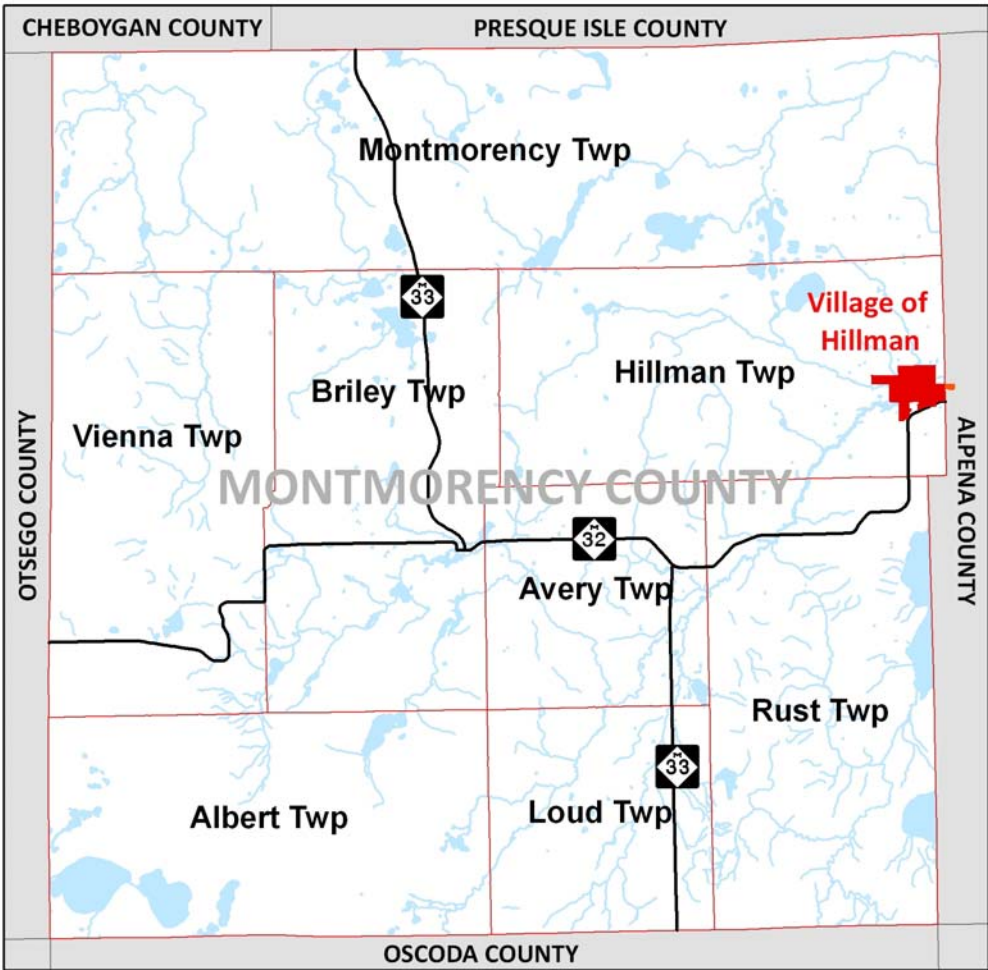 CHEBOYGAN COUNTY
PRESQUE ISLE COUNTY
Montmorency Twp
M
33
Village of
Hillman
Hillman Twp
Briley Twp
Vienna Twp
MONTMORENCY COUNTY
OTSEGO COUNTY
ALPENA COUNTY
M
32
Avery Twp
Rust Twp
M
33
Albert Twp
Loud Twp
OSCODA COUNTY